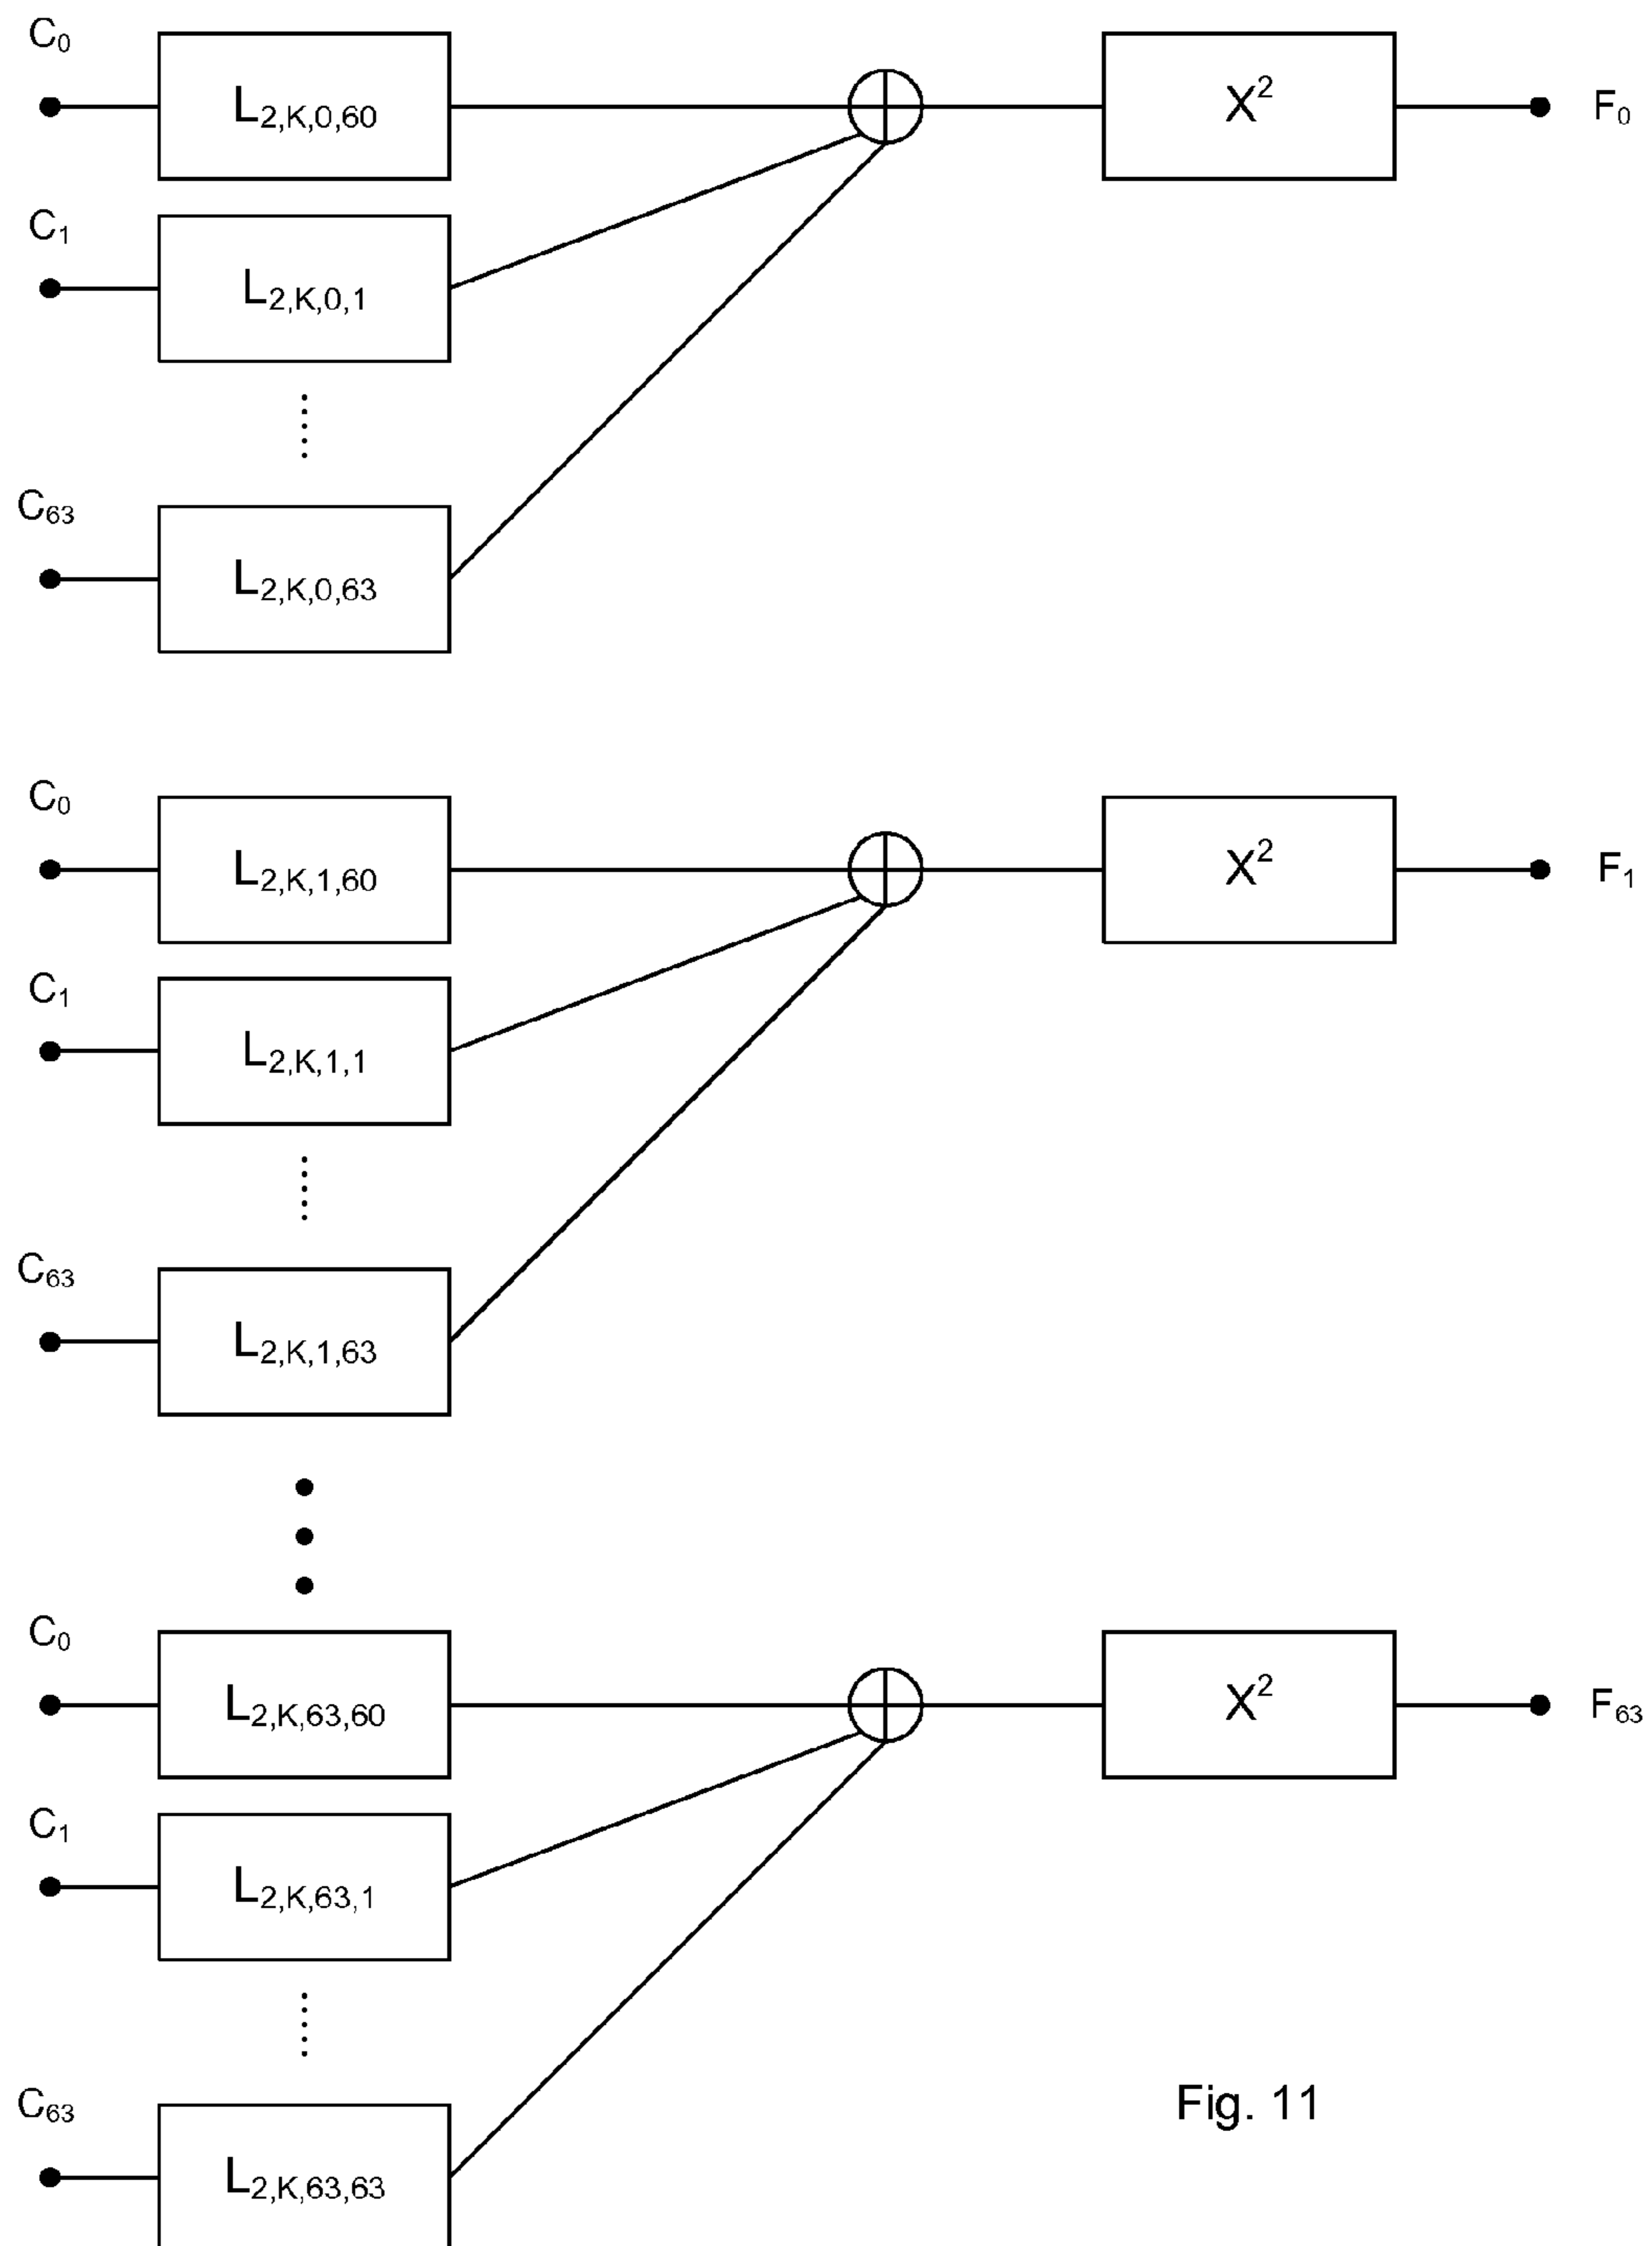 C₀
L₂,K,0,60
X²
F₀
C₁
L₂,K,0,1
C₆₃
L₂,K,0,63
C₀
L₂,K,1,60
X²
F₁
C₁
L₂,K,1,1
C₆₃
L₂,K,1,63
C₀
L₂,K,63,60
X²
F₆₃
C₁
L₂,K,63,1
C₆₃
L₂,K,63,63
Fig. 11